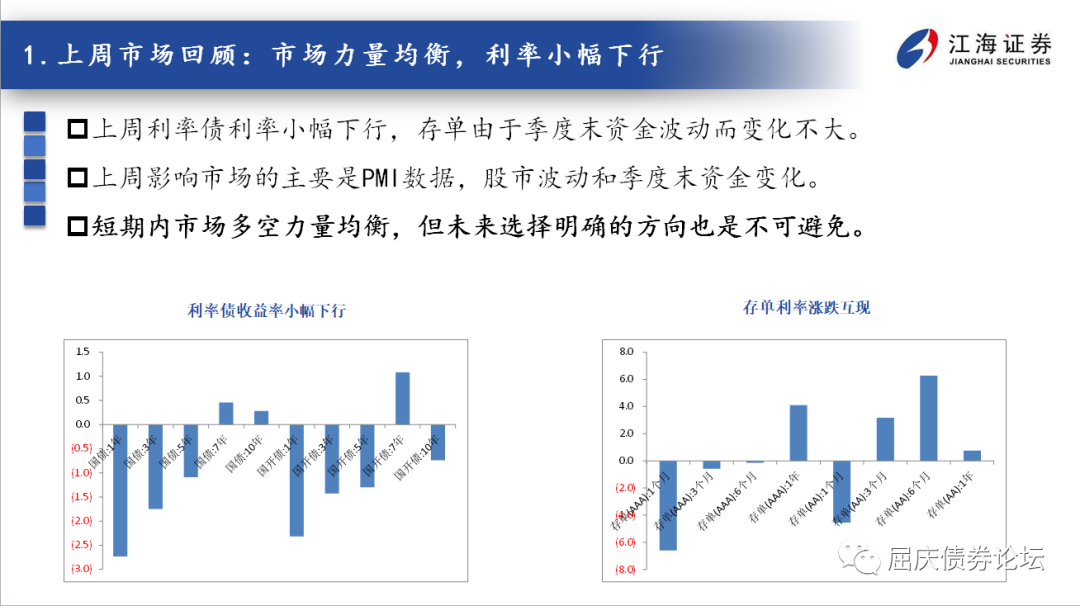 1.上周市场回顾：市场力量均衡，利率小幅下行
江海证券
JIANGHAI SECURITIES
上周利率债利率小幅下行，存单由于季度末资金波动而变化不大。
上周影响市场的主要是PMI数据，股市波动和季度末资金变化。
短期内市场多空力量均衡，但未来选择明确的方向也是不可避免。
利率债收益率小幅下行
1.5
1.0
0.5
0.0
(0.5)
(1.0)
(1.5)
(2.0)
(2.5)
(3.0)
国债:1年
国债:3年
国债:5年
国债:7年
国债:10年
国开债:1年
国开债:3年
国开债:5年
国开债:7年
国开债:10年
存单利率涨跌互现
8.0
6.0
4.0
2.0
0.0
(2.0)
(4.0)
(6.0)
(8.0)
存单(AAA):1个月
存单(AAA):3个月
存单(AAA):6个月
存单(AAA):1年
存单(AA):1个月
存单(AA):3个月
存单(AA):6个月
存单(AA):1年
屈庆债券论坛